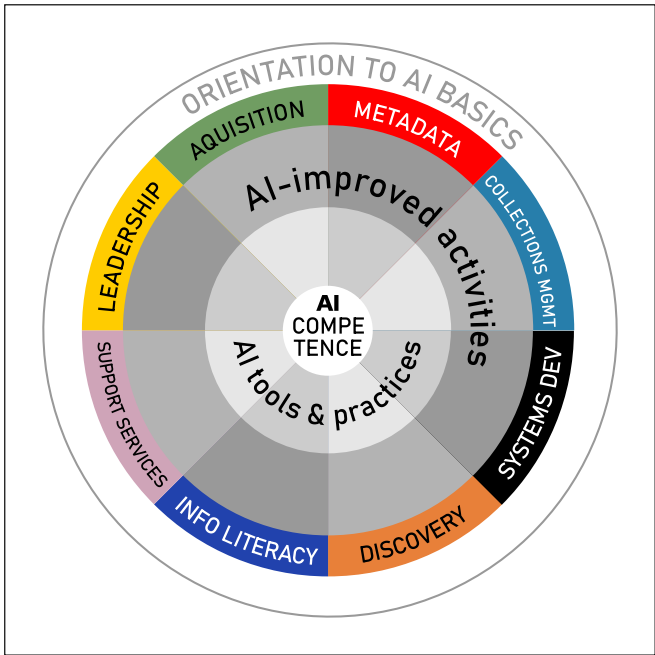 ORIENTATION TO AI BASICS
AQUISITION
METADATA
COLLECTIONS MGMT
SYSTEMS DEV
DISCOVERY
INFO LITERACY
SUPPORT SERVICES
LEADERSHIP
AI-improved activities
AI
COMPE
TENCE
AI tools & practices